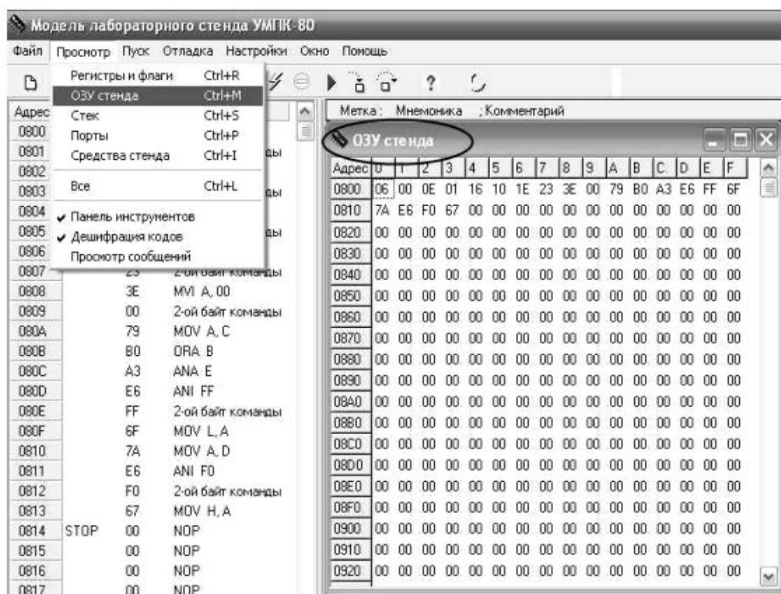 Модель лабораторного стенда УМПК-80
Файл Просмотр Пуск Отладка Настройки Окно Помощь
Регистры и флаги Ctrl+R
ОЗУ стенда Ctrl+M
Стек Ctrl+S
Порты Ctrl+P
Средства стенда Ctrl+I
Все Ctrl+L
Панель инструментов
Дешифрация кодов
Просмотр сообщений
?
Адрес
0800
0801 ды
0802
0803 ды
0804
0805 ды
0806
0807 23 2-ой байт команды
0808 3E MVI A, 00
0809 00 2-ой байт команды
080A 79 MOV A, C
080B B0 ORA B
080C A3 ANA E
080D E6 ANI FF
080E FF 2-ой байт команды
080F 6F MOV L, A
0810 7A MOV A, D
0811 E6 ANI F0
0812 F0 2-ой байт команды
0813 67 MOV H, A
0814 STOP 00 NOP
0815 00 NOP
0816 00 NOP
0817 00 NOP
Метка : Мнемоника ; Комментарий
ОЗУ стенда
Адрес 0 1 2 3 4 5 6 7 8 9 A B C D E F
0800 06 00 0E 01 16 10 1E 23 3E 00 79 B0 A3 E6 FF 6F
0810 7A E6 F0 67 00 00 00 00 00 00 00 00 00 00 00 00
0820 00 00 00 00 00 00 00 00 00 00 00 00 00 00 00 00
0830 00 00 00 00 00 00 00 00 00 00 00 00 00 00 00 00
0840 00 00 00 00 00 00 00 00 00 00 00 00 00 00 00 00
0850 00 00 00 00 00 00 00 00 00 00 00 00 00 00 00 00
0860 00 00 00 00 00 00 00 00 00 00 00 00 00 00 00 00
0870 00 00 00 00 00 00 00 00 00 00 00 00 00 00 00 00
0880 00 00 00 00 00 00 00 00 00 00 00 00 00 00 00 00
0890 00 00 00 00 00 00 00 00 00 00 00 00 00 00 00 00
08A0 00 00 00 00 00 00 00 00 00 00 00 00 00 00 00 00
08B0 00 00 00 00 00 00 00 00 00 00 00 00 00 00 00 00
08C0 00 00 00 00 00 00 00 00 00 00 00 00 00 00 00 00
08D0 00 00 00 00 00 00 00 00 00 00 00 00 00 00 00 00
08E0 00 00 00 00 00 00 00 00 00 00 00 00 00 00 00 00
08F0 00 00 00 00 00 00 00 00 00 00 00 00 00 00 00 00
0900 00 00 00 00 00 00 00 00 00 00 00 00 00 00 00 00
0910 00 00 00 00 00 00 00 00 00 00 00 00 00 00 00 00
0920 00 00 00 00 00 00 00 00 00 00 00 00 00 00 00 00